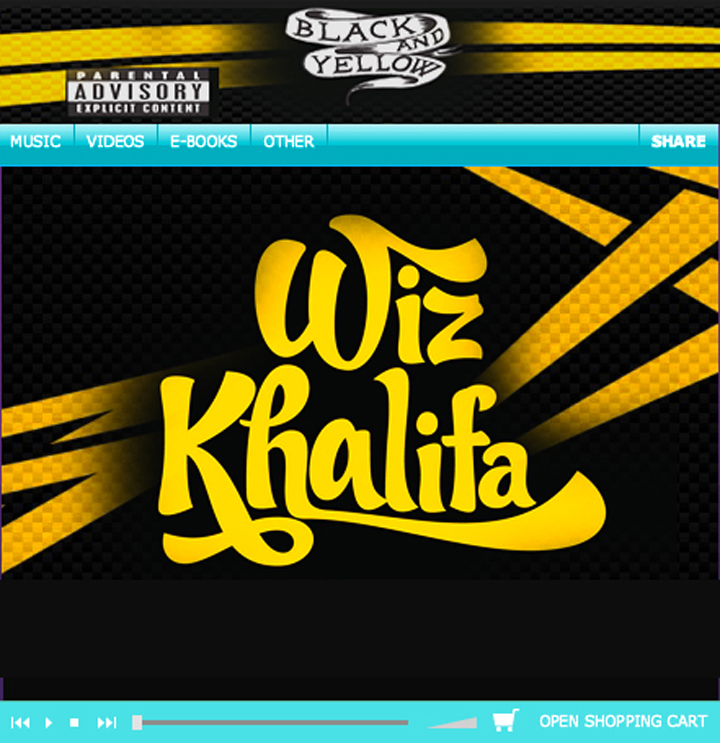 BLACK
AND
YELLOW
PARENTAL
ADVISORY
EXPLICIT CONTENT
MUSIC VIDEOS E-BOOKS OTHER SHARE
Wiz
Khalifa
OPEN SHOPPING CART